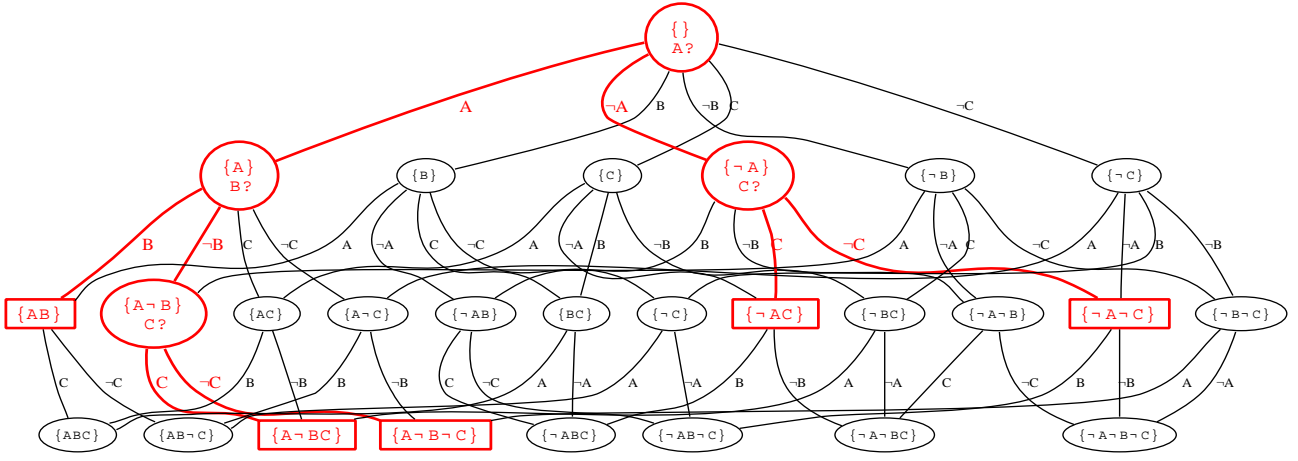 {}
A?
A
¬A
B
¬B
C
¬C
{A}
B?
{B}
{C}
{¬A}
C?
{¬B}
{¬C}
B
¬B
C
¬C
A
¬A
C
¬C
A
¬A
B
¬B
B
¬B
C
¬C
A
¬A
C
¬C
A
¬A
B
¬B
{AB}
{A¬B}
C?
{AC}
{A¬C}
{¬AB}
{BC}
{¬C}
{¬AC}
{¬BC}
{¬A¬B}
{¬A¬C}
{¬B¬C}
C
¬C
C
¬C
B
¬B
B
¬B
C
¬C
A
¬A
A
¬A
B
¬B
A
¬A
C
¬C
B
¬B
A
¬A
{ABC}
{AB¬C}
{A¬BC}
{A¬B¬C}
{¬ABC}
{¬AB¬C}
{¬A¬BC}
{¬A¬B¬C}